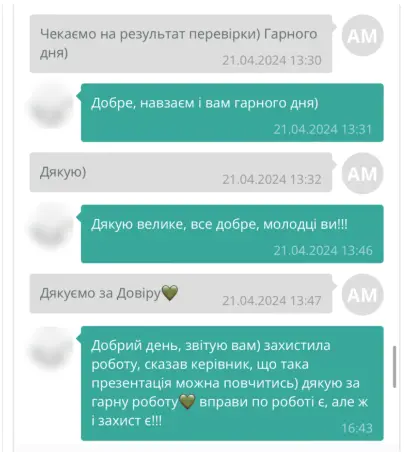 Чекаємо на результат перевірки) Гарного
дня)
21.04.2024 13:30
AM
Добре, навзаєм і вам гарного дня)
21.04.2024 13:31
Дякую)
21.04.2024 13:32
AM
Дякую велике, все добре, молодці ви!!!
21.04.2024 13:46
Дякуємо за Довіру
21.04.2024 13:47
AM
Добрий день, звітую вам) захистила
роботу, сказав керівник, що така
презентація можна повчитись) дякую за
гарну роботу вправи по роботі є, але ж
і захист є!!!
16:43